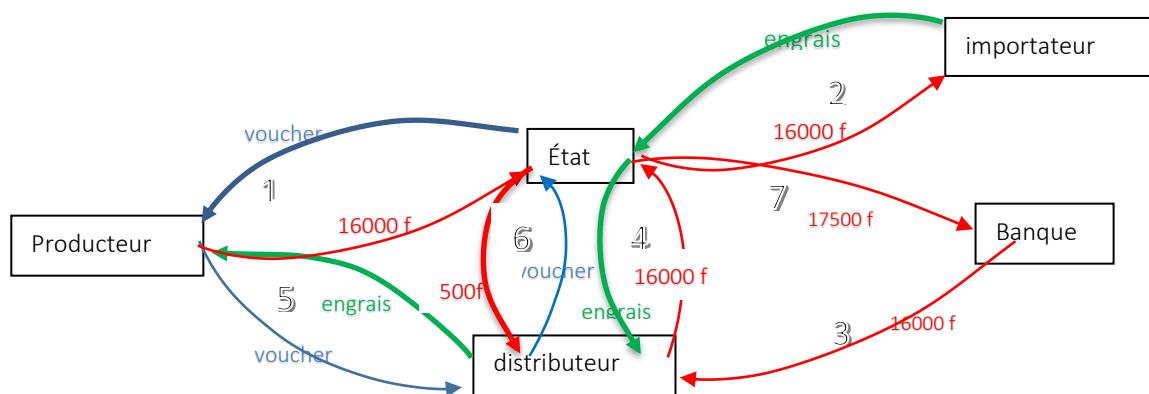 engrais
importateur
2
16000 f
voucher
État
1
7
Producteur
16000 f
6
4
17500 f
Banque
voucher
16000 f
5
engrais
500f
engrais
16000 f
3
voucher
distributeur